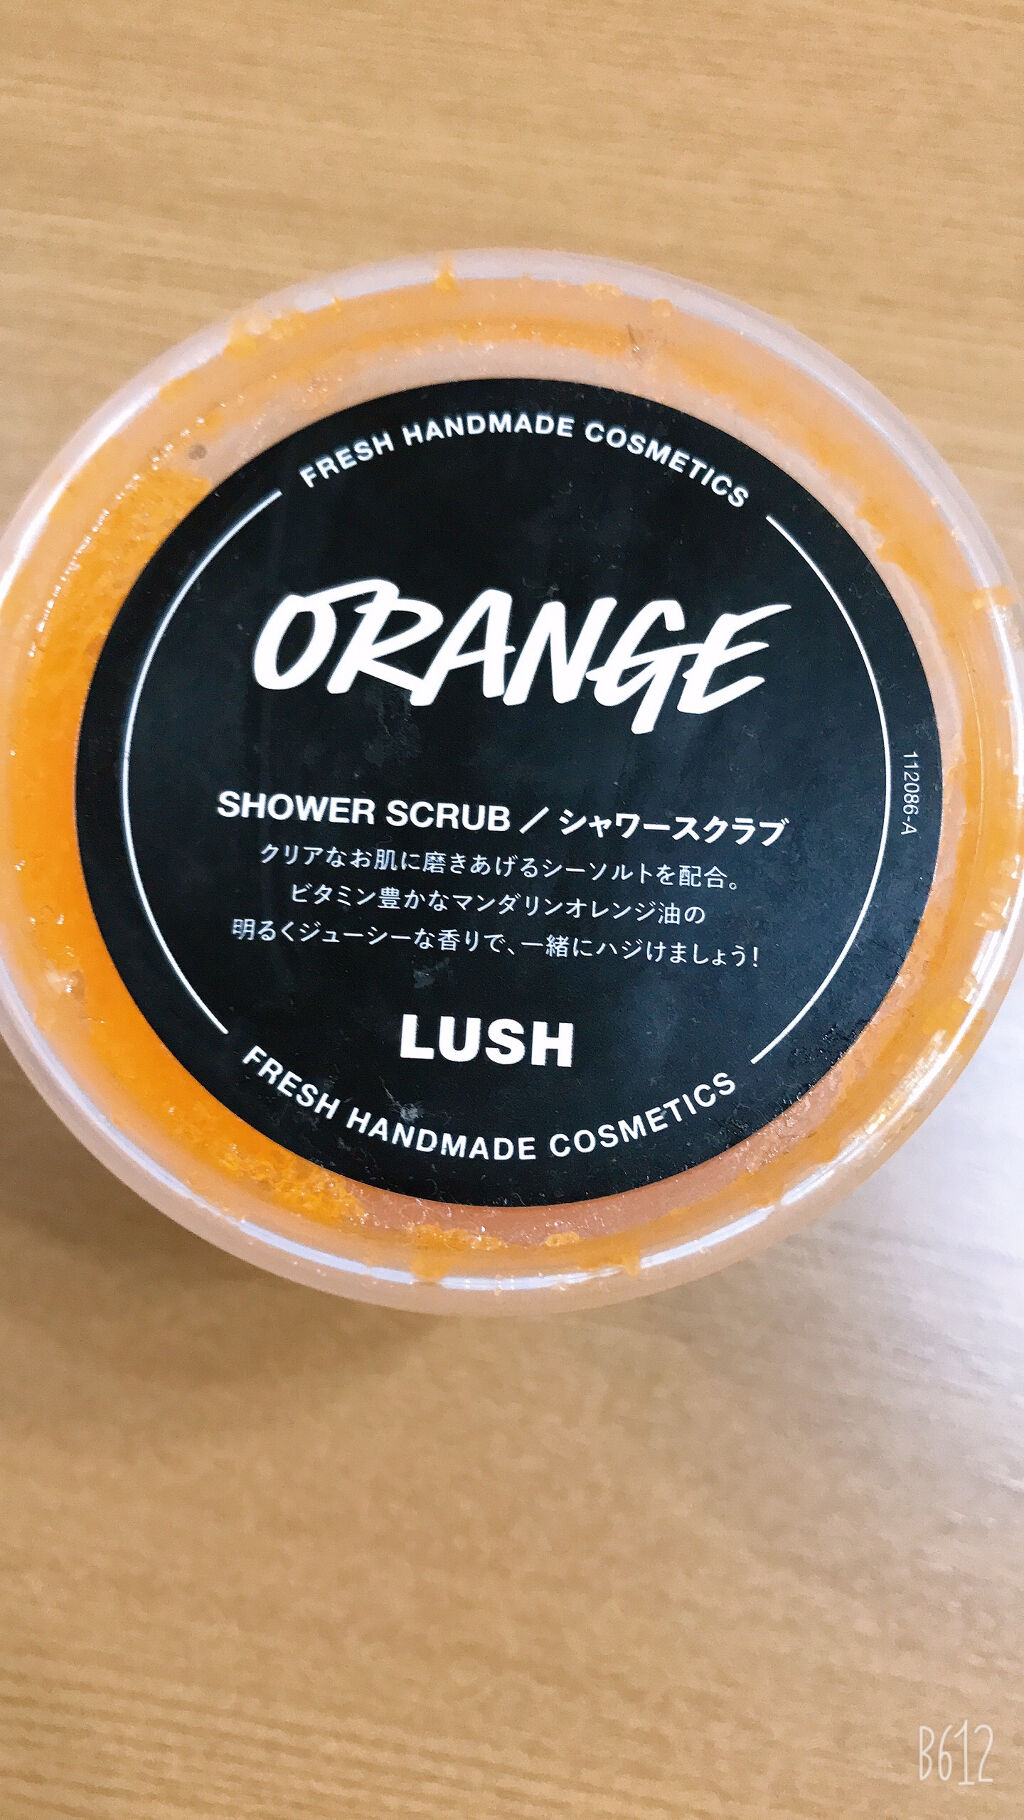 FRESH HANDMADE COSMETICS
ORANGE
SHOWER SCRUB / シャワースクラブ
クリアなお肌に磨きあげるシーソルトを配合。
ビタミン豊かなマンダリンオレンジ油の
明るくジューシーな香りで、一緒にハジけましょう!
112086-A
LUSH
FRESH HANDMADE COSMETICS
B612